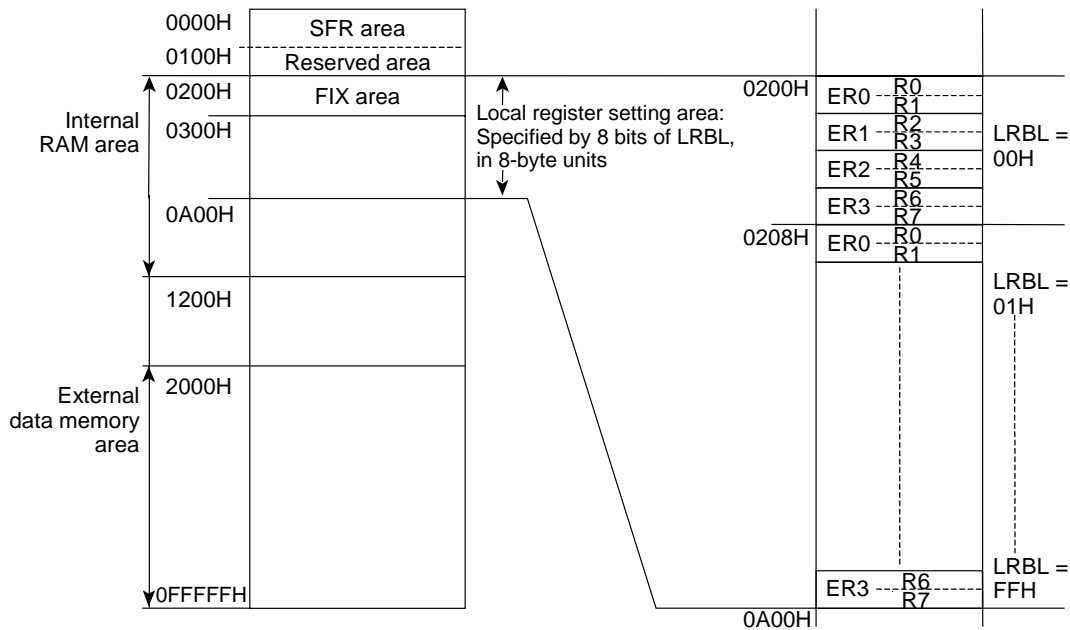 0000H
SFR area
0100H
Reserved area
0200H
FIX area
0300H
Internal
RAM area
0A00H
1200H
2000H
External
data memory
area
0FFFFFH
Local register setting area:
Specified by 8 bits of LRBL,
in 8-byte units
0200H
ER0
R0
R1
ER1
R2
R3
ER2
R4
R5
ER3
R6
R7
LRBL =
00H
0208H
ER0
R0
R1
LRBL =
01H
ER3
R6
R7
LRBL =
FFH
0A00H